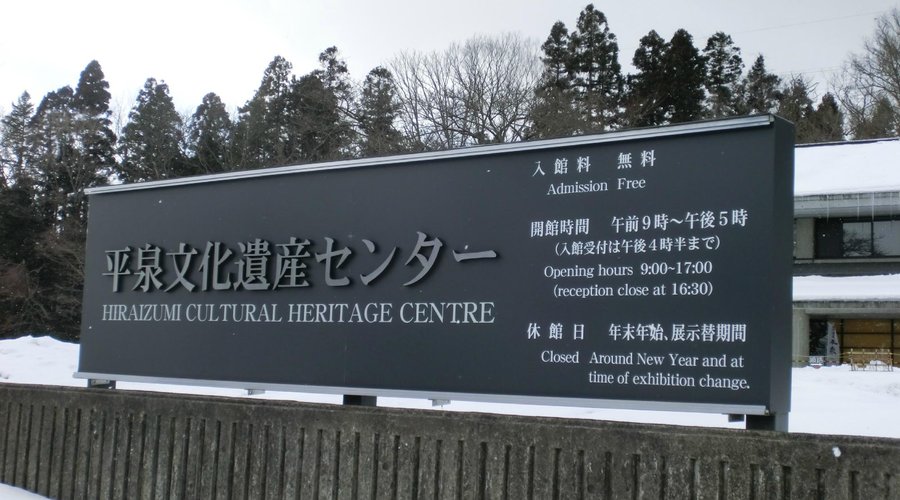 平泉文化遺産センター
HIRAIZUMI CULTURAL HERITAGE CENTRE
入館料 無料
Admission Free
開館時間 午前9時～午後5時
(入館受付は午後4時半まで)
Opening hours 9:00~17:00
(reception close at 16:30)
休館日 年末年始、展示替期間
Closed Around New Year and at
time of exhibition change.